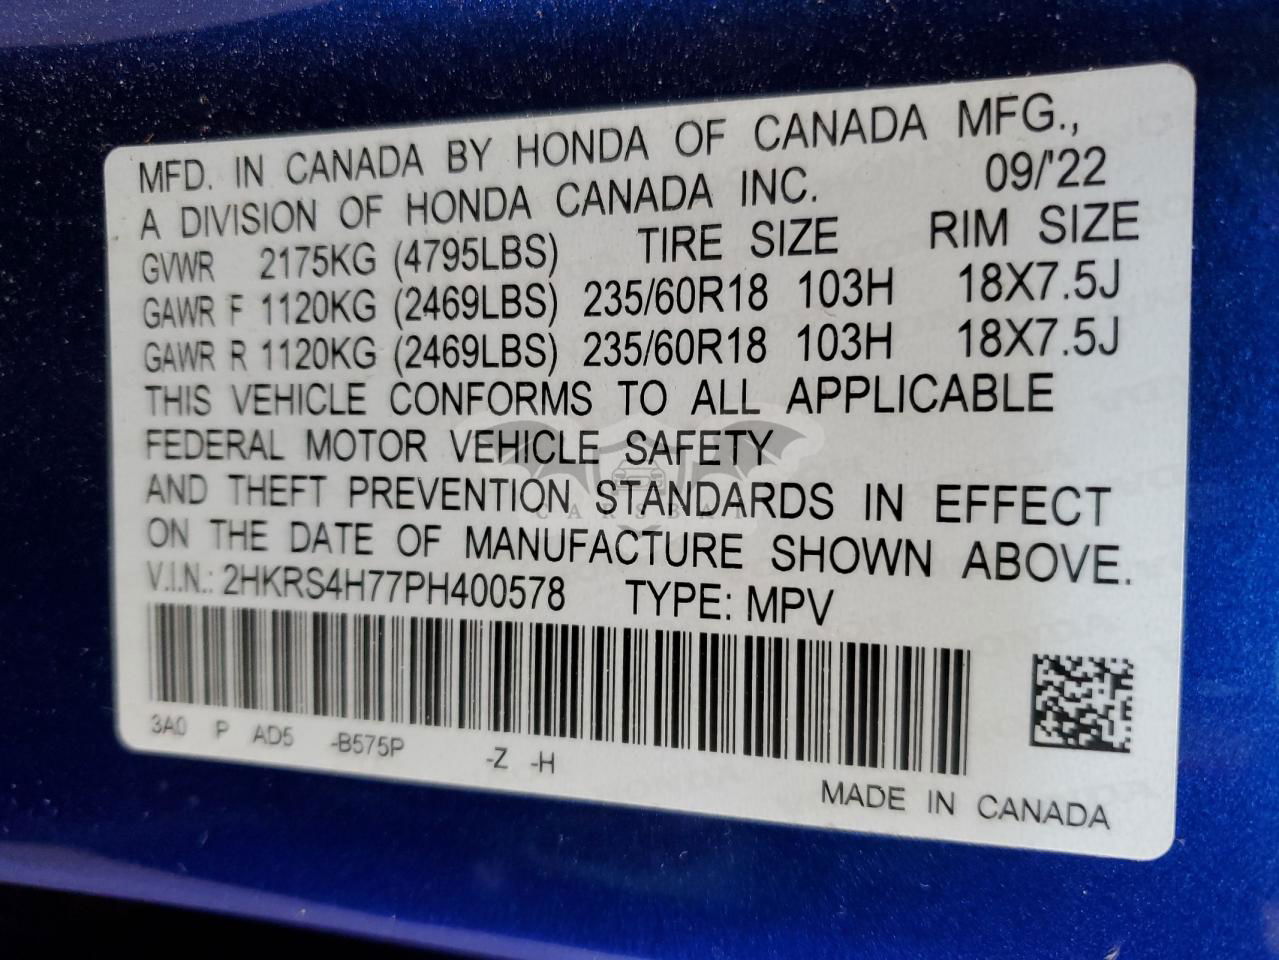 MFD. IN CANADA BY HONDA OF CANADA MFG.,
A DIVISION OF HONDA CANADA INC. 09/'22
GVWR 2175KG (4795LBS) TIRE SIZE RIM SIZE
GAWR F 1120KG (2469LBS) 235/60R18 103H 18X7.5J
GAWR R 1120KG (2469LBS) 235/60R18 103H 18X7.5J
THIS VEHICLE CONFORMS TO ALL APPLICABLE
FEDERAL MOTOR VEHICLE SAFETY
AND THEFT PREVENTION STANDARDS IN EFFECT
CARSBAT
ON THE DATE OF MANUFACTURE SHOWN ABOVE.
V.I.N.: 2HKRS4H77PH400578 TYPE: MPV
3A0 P AD5 -B575P -Z -H
MADE IN CANADA